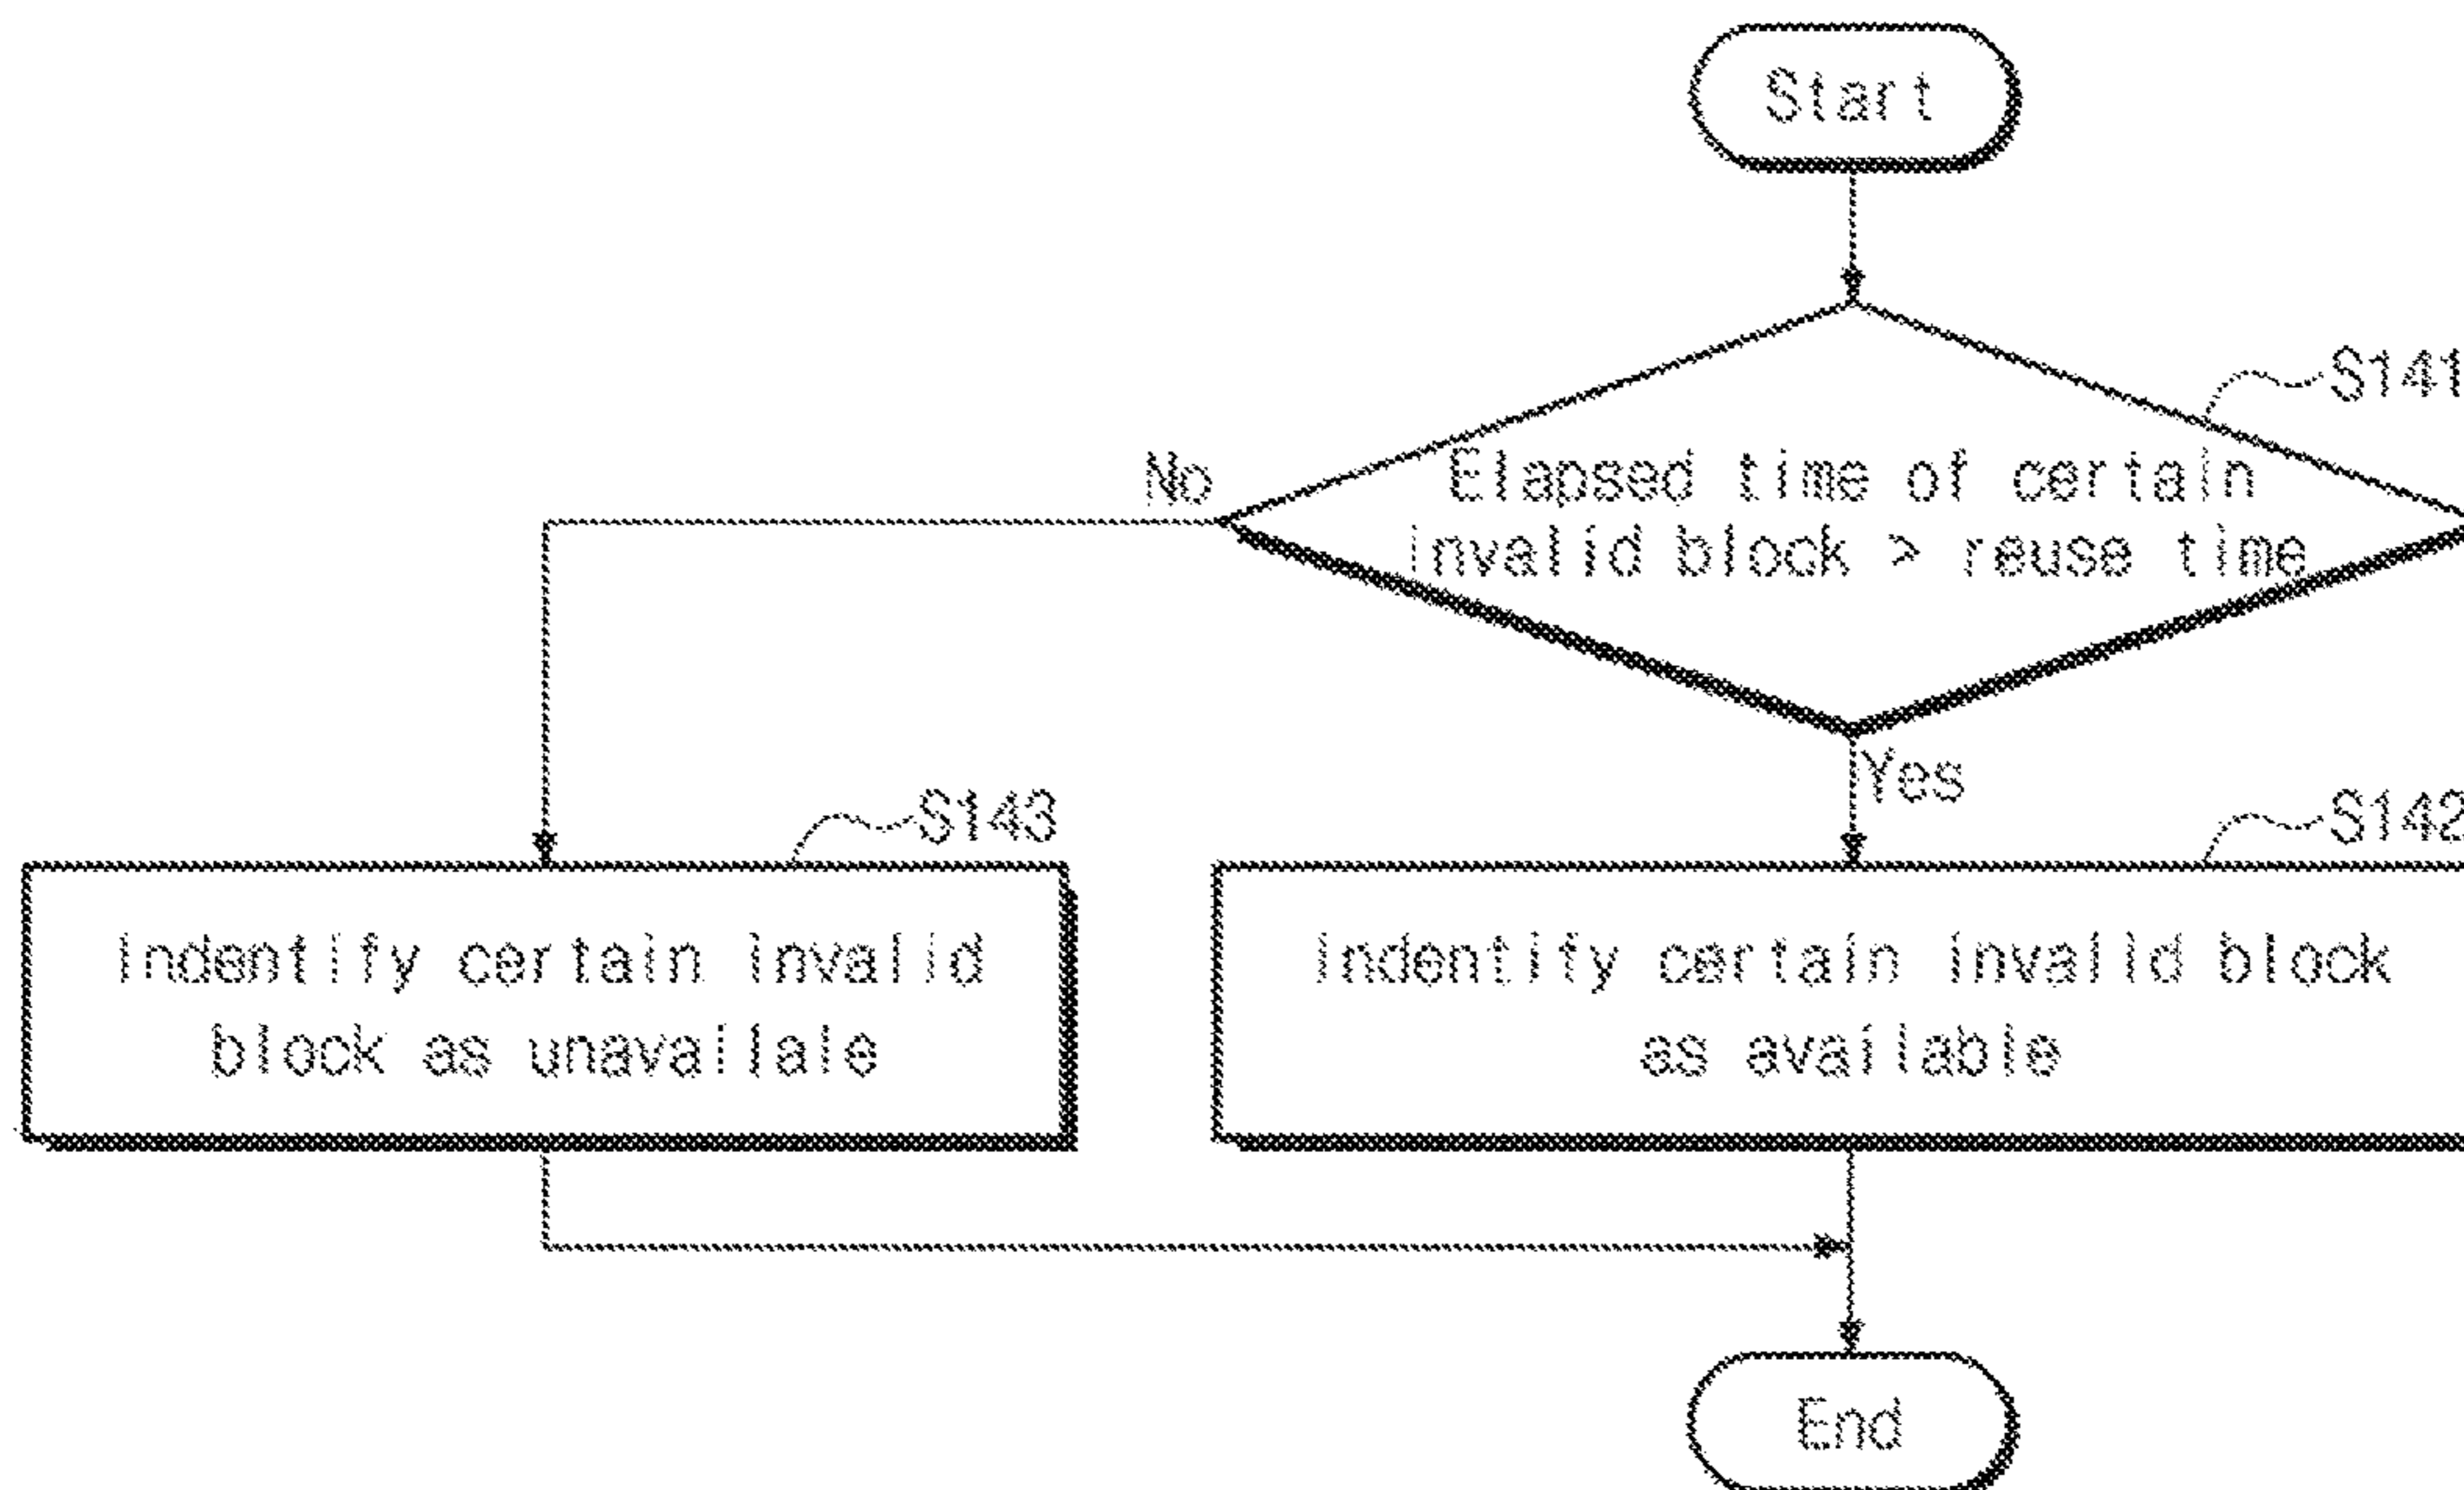 Start
S141
No
Elapsed time of certain
invalid block > reuse time
Yes
S143
S142
Indentify certain invalid
block as unavailale
Indentify certain invalid block
as available
End